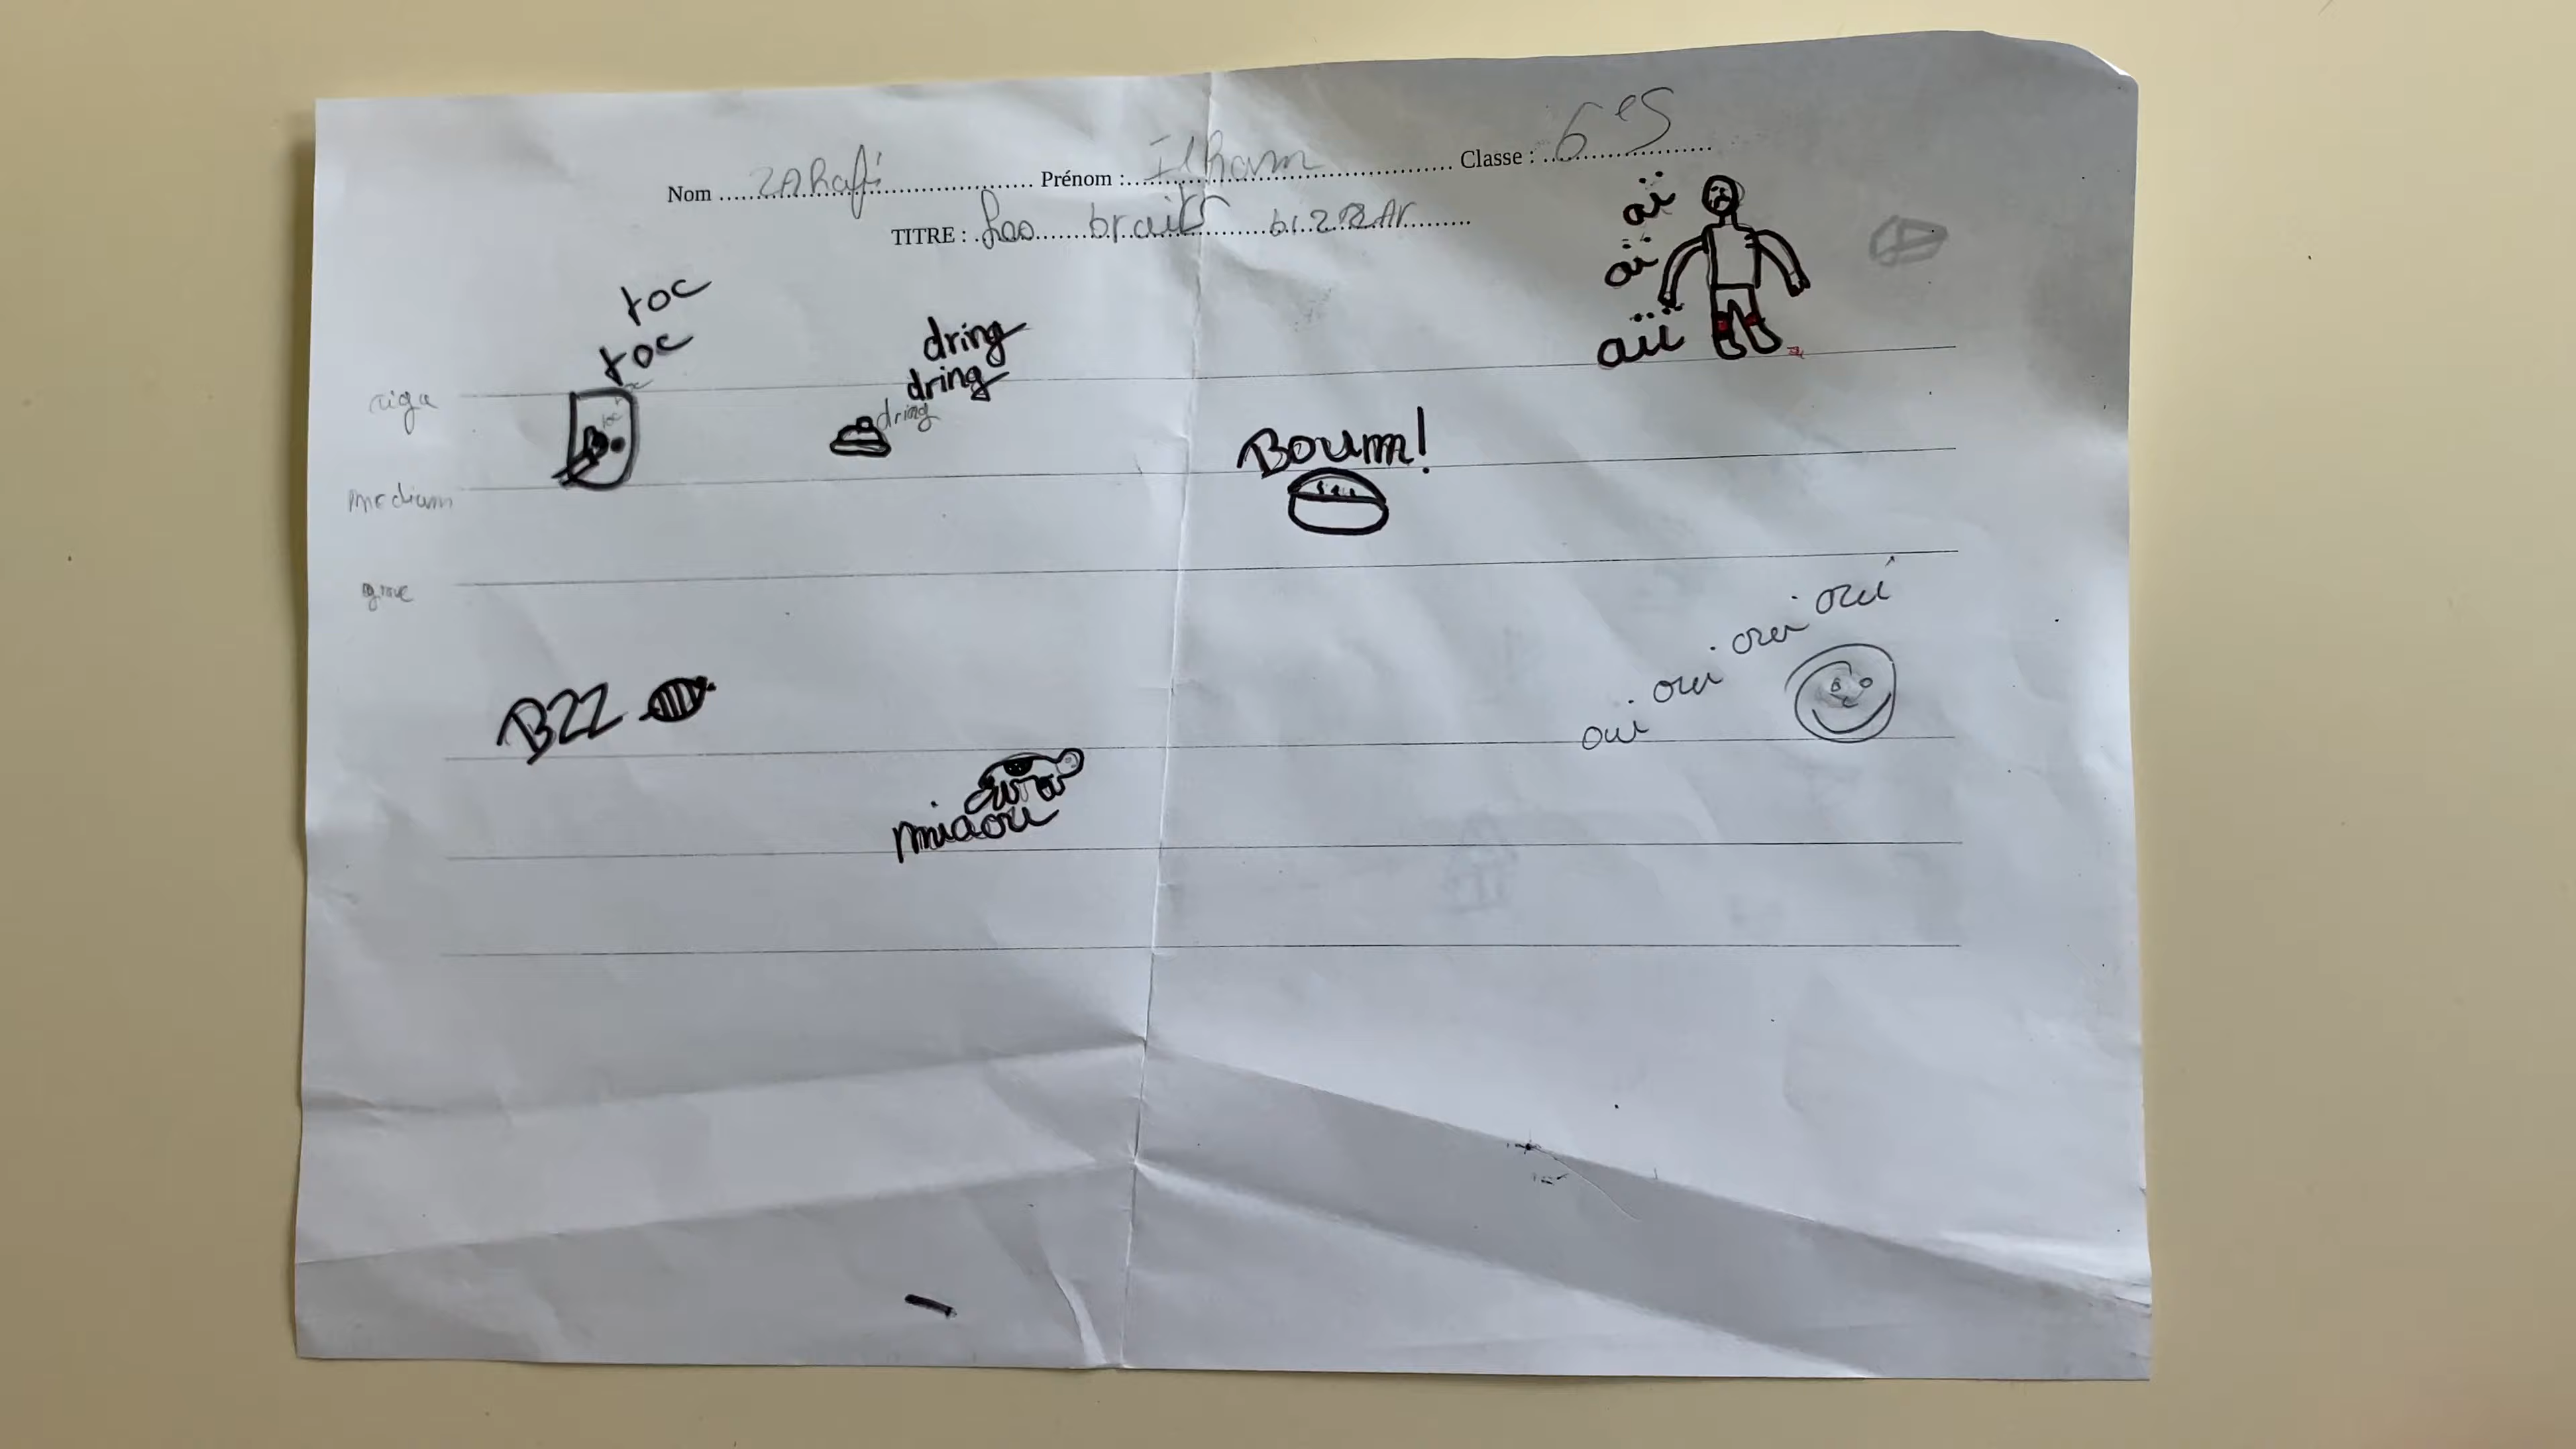 Nom ZARafi Prénom : Ilham Classe : 6eS
TITRE : Les bruits bizzAr
aï
aï
aïï
toc
toc
dring
dring
dring
aigu
Boum!
medium
grave
oui oui oui oui
BZZ
miaou